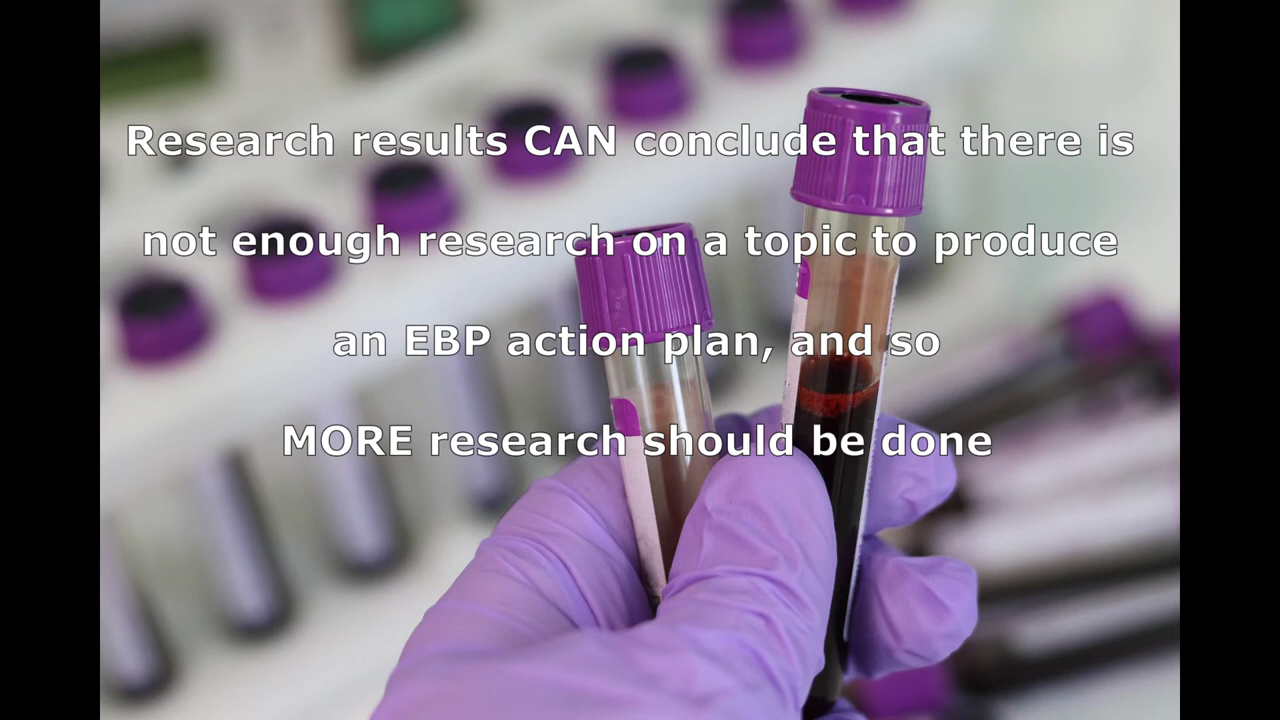 Research results CAN conclude that there is
not enough research on a topic to produce
an EBP action plan, and so
MORE research should be done